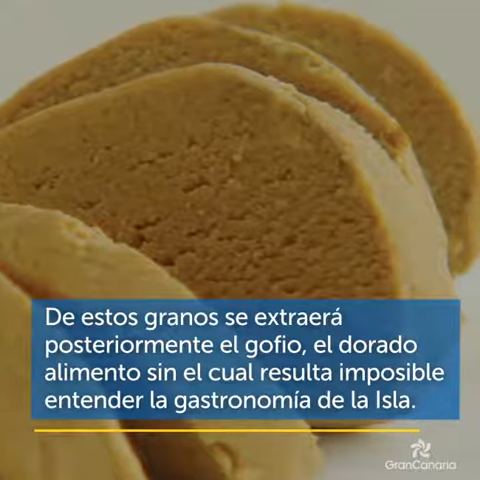 De estos granos se extraerá
posteriormente el gofio, el dorado
alimento sin el cual resulta imposible
entender la gastronomía de la Isla.
GranCanaria